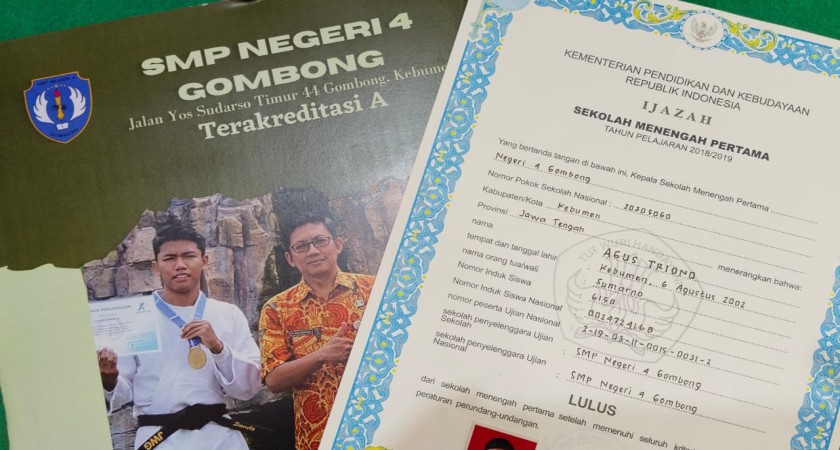 SMP NEGERI 4
GOMBONG
Jalan Yos Sudarso Timur 44 Gombong. Kebume
Terakreditasi A
JWG
KEMENTERIAN PENDIDIKAN DAN KEBUDAYAAN
REPUBLIK INDONESIA
IJAZAH
SEKOLAH MENENGAH PERTAMA
TAHUN PELAJARAN 2018/2019
Yang bertanda tangan di bawah ini, Kepala Sekolah Menengah Pertama
Negeri 4 Gombong
Nomor Pokok Sekolah Nasional : 20305060
Kabupaten/Kota Kebumen
Provinsi Jawa Tengah menerangkan bahwa:
nama : AGUS TRIONO
tempat dan tanggal lahir : Kebumen, 6 Agustus 2002
nama orang tua/wali : Sumarno
Nomor Induk Siswa : 6150
Nomor Induk Siswa Nasional : 0024724168
nomor peserta Ujian Nasional : 2-19-03-11-0015-0031-2
sekolah penyelenggara Ujian Sekolah : SMP Negeri 4 Gombong
sekolah penyelenggara Ujian Nasional : SMP Negeri 4 Gombong
LULUS
dari sekolah menengah pertama setelah memenuhi seluruh
peraturan perundang-undangan.